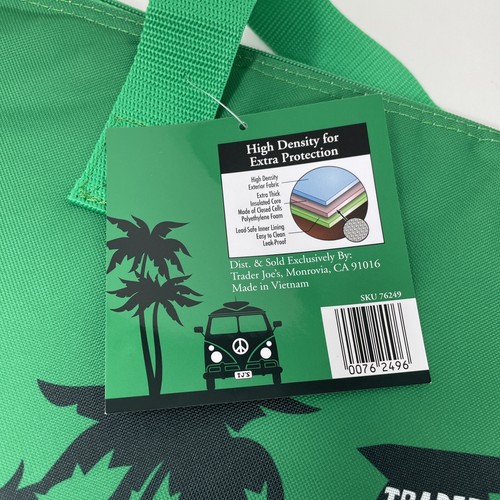 High Density for
Extra Protection
High Density
Exterior Fabric
Extra Thick
Insulated Core
Made of Closed Cells
Polyethylene Foam
Lead-Safe Inner Lining
Easy to Clean
Leak-Proof
Dist. & Sold Exclusively By:
Trader Joe's, Monrovia, CA 91016
Made in Vietnam
SKU 76249
0076 2496
TJ'S